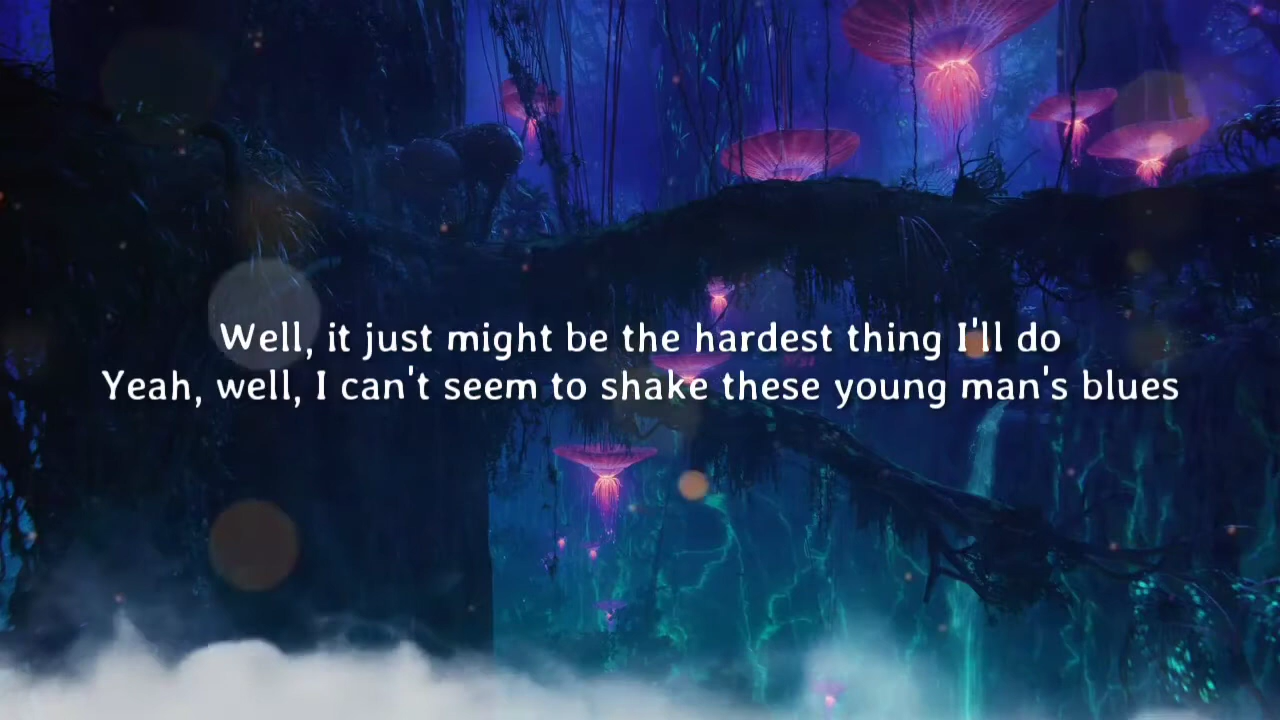 Well, it just might be the hardest thing I'll do
Yeah, well, I can't seem to shake these young man's blues